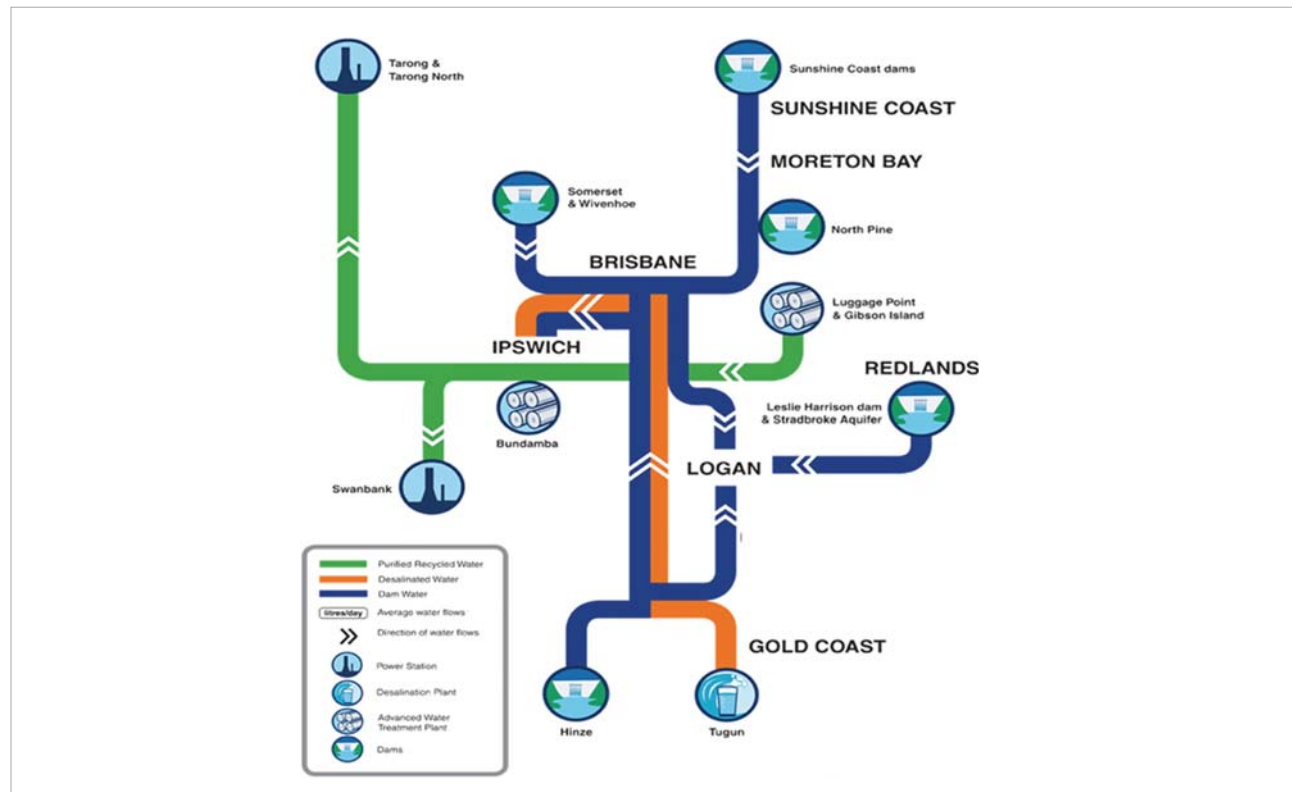 Tarong &
Tarong North
Sunshine Coast dams
SUNSHINE COAST
MORETON BAY
Somerset
& Wivenhoe
North Pine
BRISBANE
Luggage Point
& Gibson Island
IPSWICH
REDLANDS
Leslie Harrison dam
& Stradbroke Aquifer
Bundamba
LOGAN
Swanbank
Purified Recycled Water
Desalinated Water
Dam Water
litres/day Average water flows
Direction of water flows
Power Station
Desalination Plant
Advanced Water
Treatment Plant
Dams
GOLD COAST
Hinze
Tugun